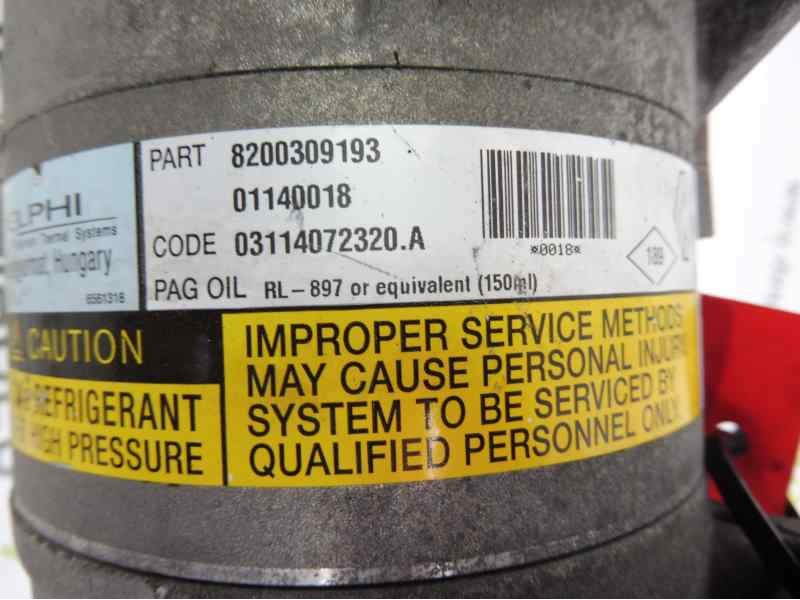 PART 8200309193
01140018
CODE 03114072320.A
PAG OIL RL-897 or equivalent (150ml)
*0018*
189
Thermal Systems
Hungary
6561316
CAUTION
REFRIGERANT
HIGH PRESSURE
IMPROPER SERVICE METHODS
MAY CAUSE PERSONAL INJURY
SYSTEM TO BE SERVICED BY
QUALIFIED PERSONNEL ONLY.